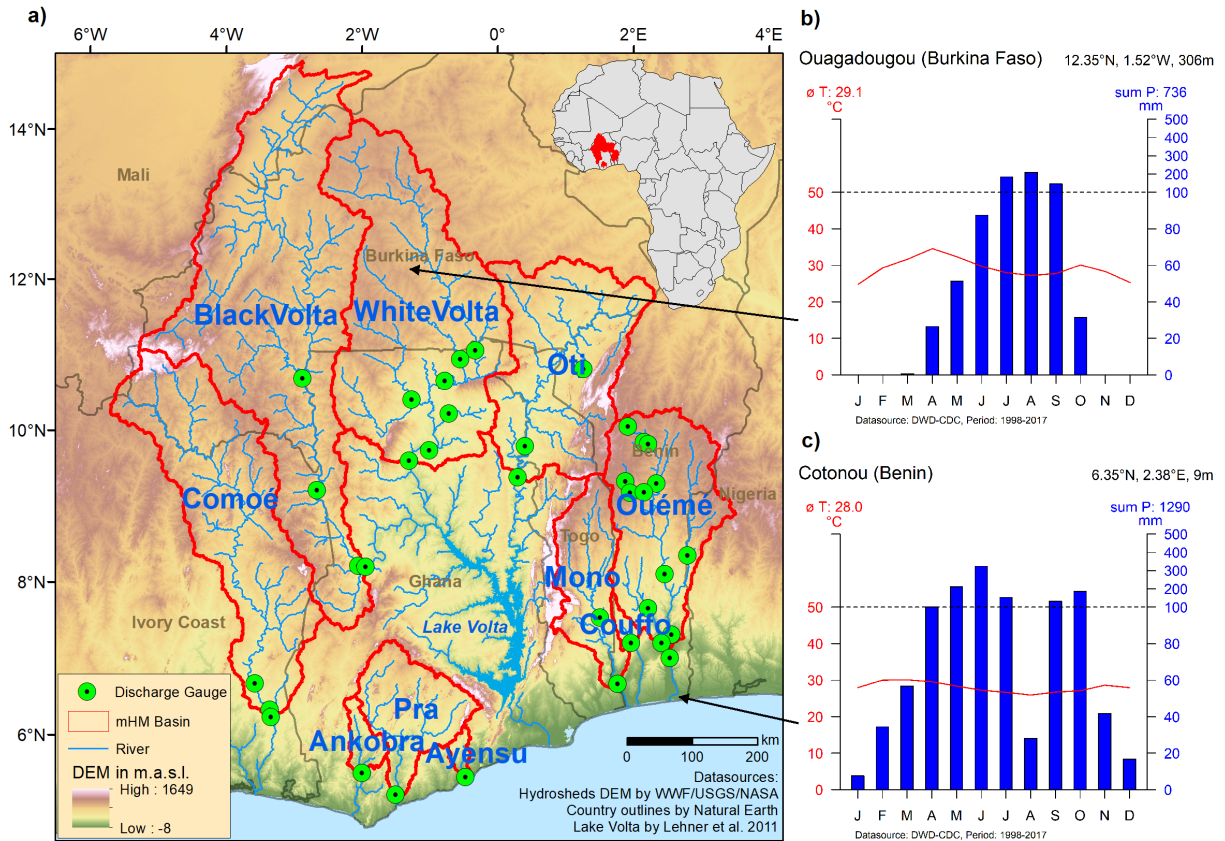 a)
6°W 4°W 2°W 0° 2°E 4°E
14°N
12°N
10°N
8°N
6°N
Mali
Burkina Faso
BlackVolta
WhiteVolta
Oti
Benin
Ouémé
Nigeria
Comoé
Togo
Mono
Ghana
Couffo
Ivory Coast
Lake Volta
Pra
Ankobra
Ayensu
Discharge Gauge
mHM Basin
River
DEM in m.a.s.l.
High : 1649
Low : -8
km
0 100 200
Datasources:
Hydrosheds DEM by WWF/USGS/NASA
Country outlines by Natural Earth
Lake Volta by Lehner et al. 2011
b)
Ouagadougou (Burkina Faso) 12.35°N, 1.52°W, 306m
ø T: 29.1 sum P: 736
°C mm
500
400
300
200
50 100
40 80
30 60
20 40
10 20
0 0
J F M A M J J A S O N D
Datasource: DWD-CDC, Period: 1998-2017
c)
Cotonou (Benin) 6.35°N, 2.38°E, 9m
ø T: 28.0 sum P: 1290
°C mm
500
400
300
200
50 100
40 80
30 60
20 40
10 20
0 0
J F M A M J J A S O N D
Datasource: DWD-CDC, Period: 1998-2017